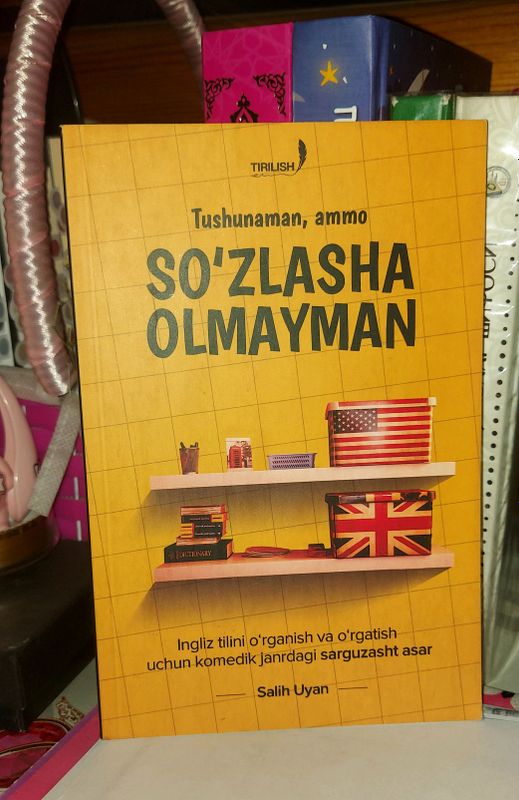 TIRILISH
Tushunaman, ammo
SO'ZLASHA
OLMAYMAN
DICTIONARY
Ingliz tilini o'rganish va o'rgatish
uchun komedik janrdagi sarguzasht asar
Salih Uyan